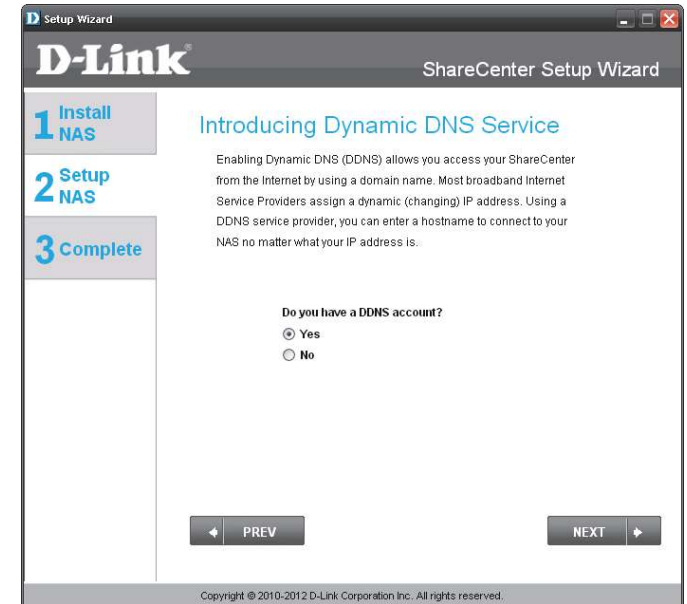 Setup Wizard
D-Link®
ShareCenter Setup Wizard
1 Install
NAS
2 Setup
NAS
3 Complete
Introducing Dynamic DNS Service
Enabling Dynamic DNS (DDNS) allows you access your ShareCenter
from the Internet by using a domain name. Most broadband Internet
Service Providers assign a dynamic (changing) IP address. Using a
DDNS service provider, you can enter a hostname to connect to your
NAS no matter what your IP address is.
Do you have a DDNS account?
Yes
No
PREV
NEXT
Copyright © 2010-2012 D-Link Corporation Inc. All rights reserved.